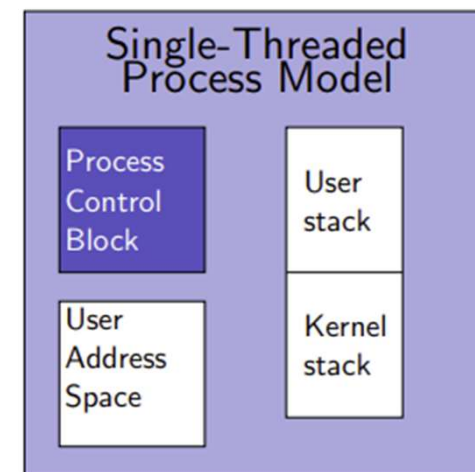 Single-Threaded
Process Model
Process
Control
Block
User
stack
User
Address
Space
Kernel
stack